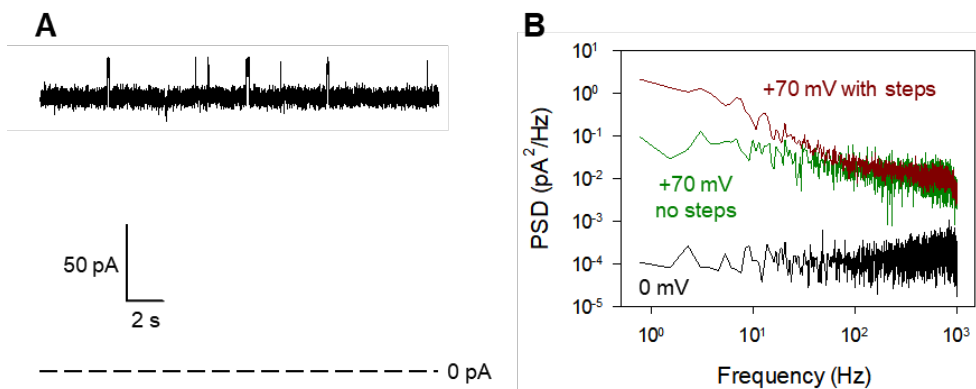 A
50 pA
2 s
0 pA
B
10¹
10⁰
10⁻¹
10⁻²
10⁻³
10⁻⁴
10⁻⁵
PSD (pA²/Hz)
+70 mV with steps
+70 mV
no steps
0 mV
10⁰
10¹
10²
10³
Frequency (Hz)